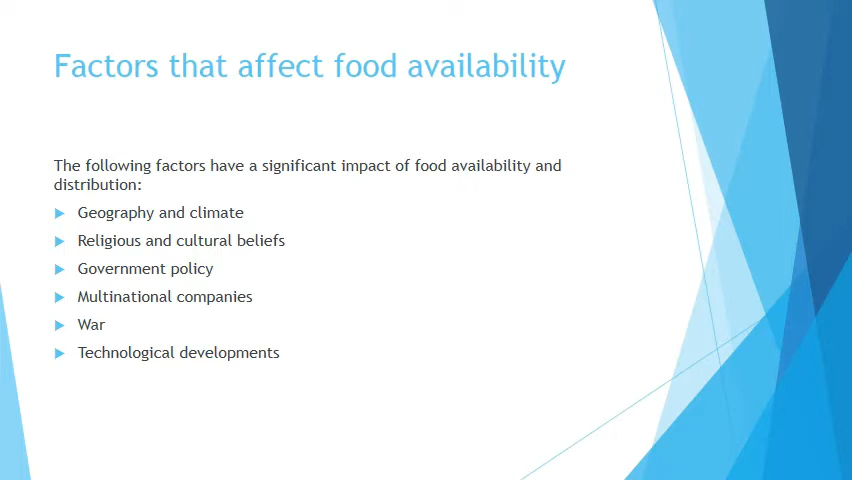 Factors that affect food availability
The following factors have a significant impact of food availability and
distribution:
Geography and climate
Religious and cultural beliefs
Government policy
Multinational companies
War
Technological developments